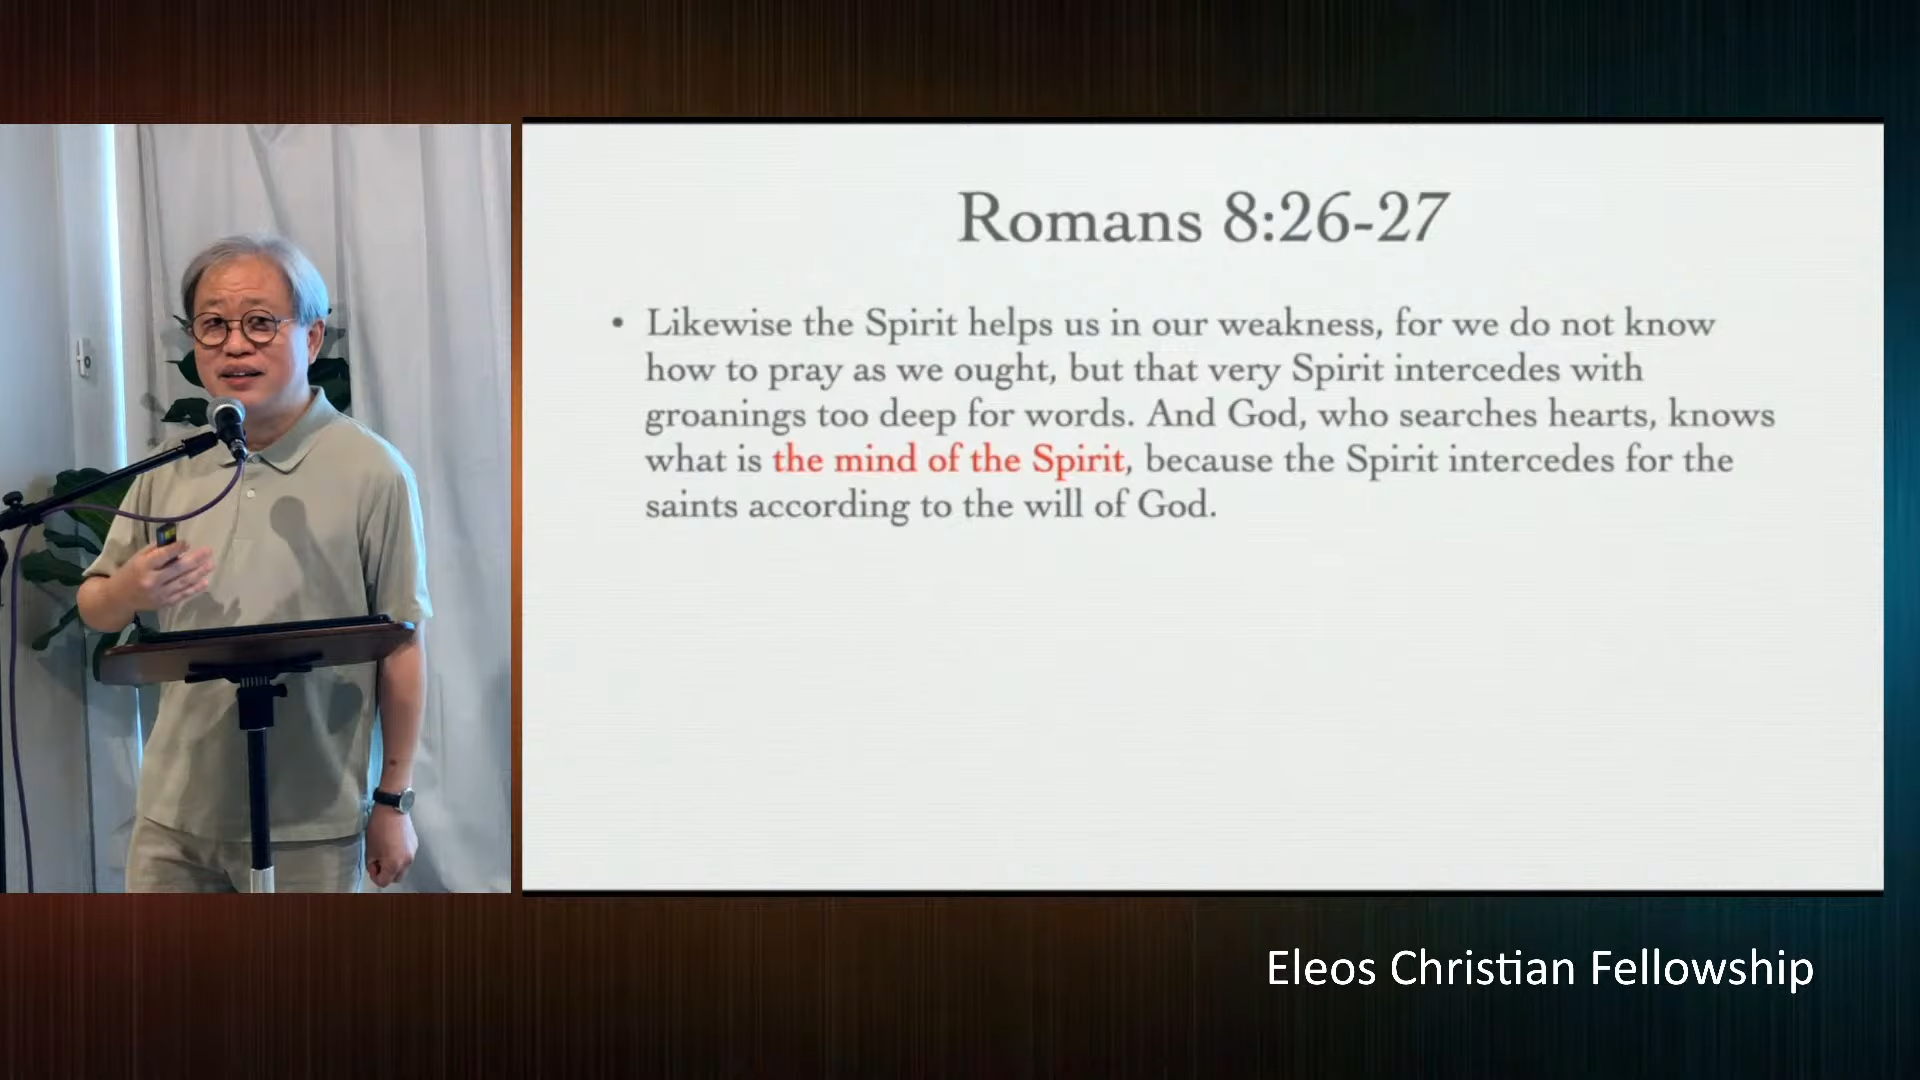 Romans 8:26-27
• Likewise the Spirit helps us in our weakness, for we do not know
how to pray as we ought, but that very Spirit intercedes with
groanings too deep for words. And God, who searches hearts, knows
what is the mind of the Spirit, because the Spirit intercedes for the
saints according to the will of God.
Eleos Christian Fellowship